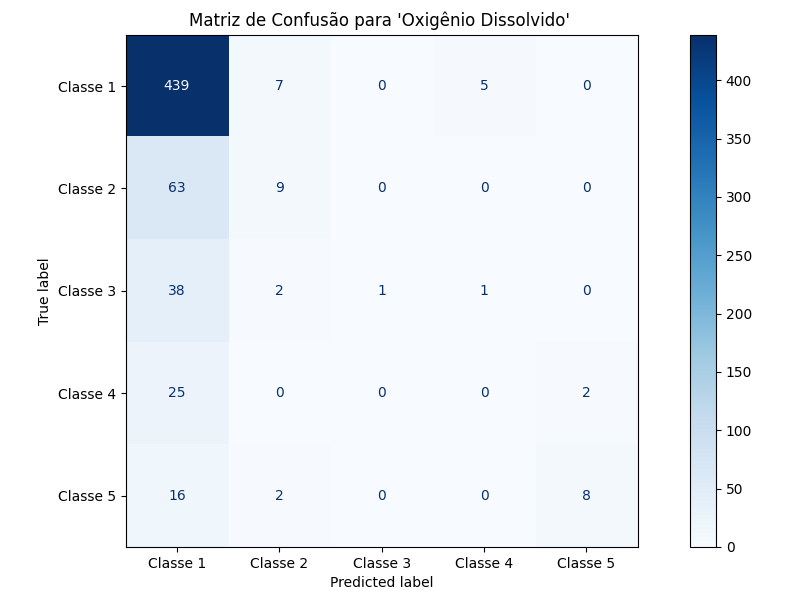 Matriz de Confusão para 'Oxigênio Dissolvido'
True label
Classe 1 439 7 0 5 0
Classe 2 63 9 0 0 0
Classe 3 38 2 1 1 0
Classe 4 25 0 0 0 2
Classe 5 16 2 0 0 8
Classe 1 Classe 2 Classe 3 Classe 4 Classe 5
Predicted label
400
350
300
250
200
150
100
50
0